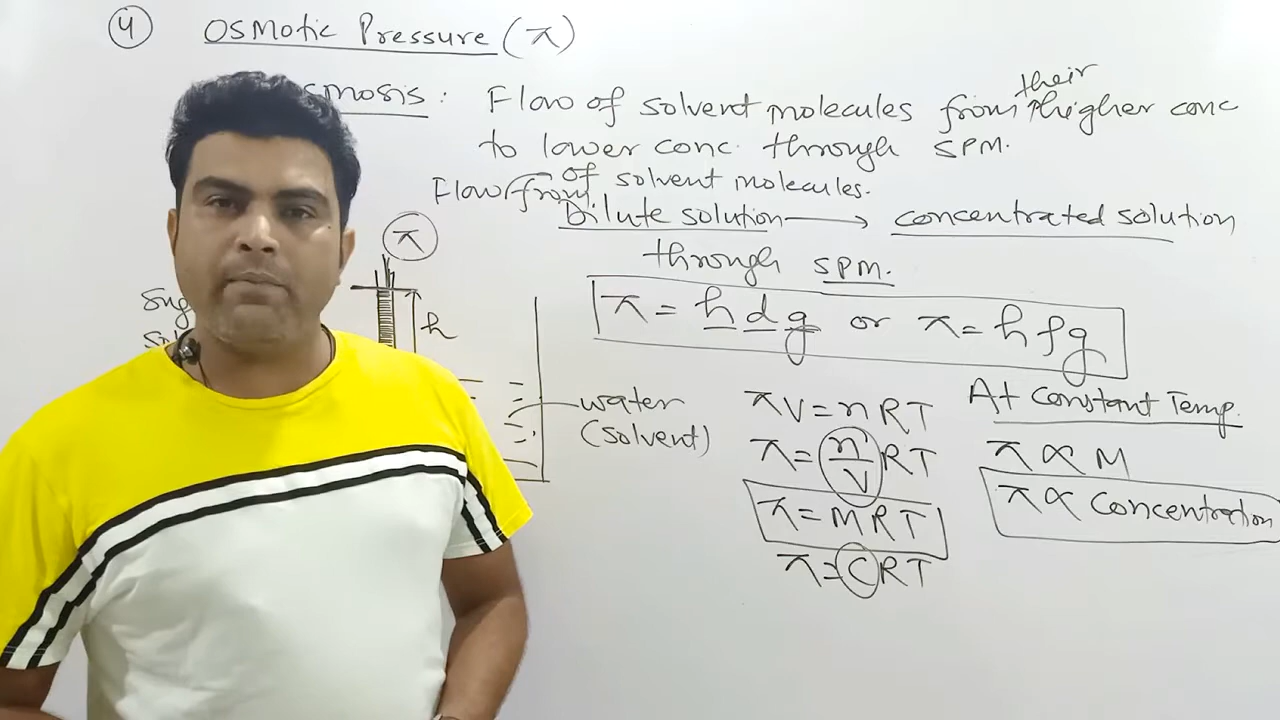 ④ Osmotic Pressure (π)
smosis : Flow of solvent molecules from their higher conc
to lower conc. through SPM.
Flow from of solvent molecules.
Dilute solution → concentrated solution
through SPM.
π
h
π = h d g or π = h ρ g
water
(solvent)
πV = nRT
π = n/V RT
π = MRT
π = CRT
At Constant Temp.
π ∝ M
π ∝ Concentration